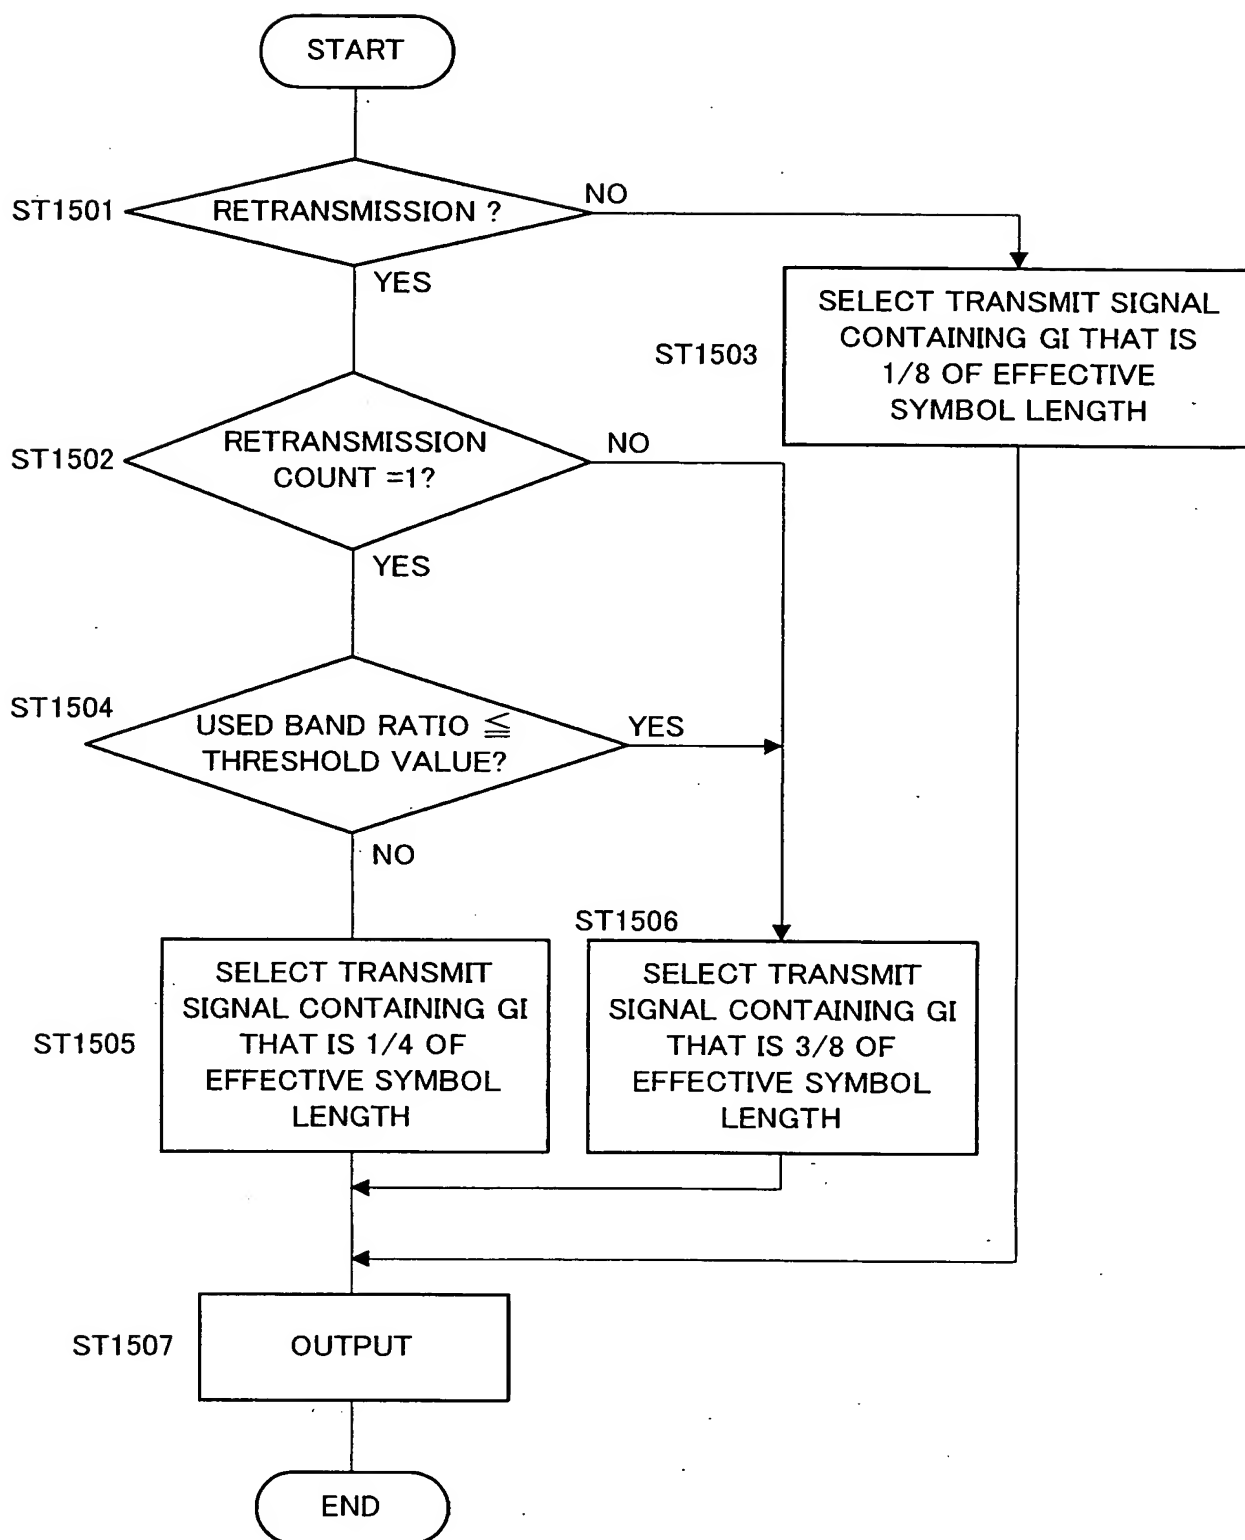 START
ST1501
RETRANSMISSION ?
NO
YES
ST1503
SELECT TRANSMIT SIGNAL
CONTAINING GI THAT IS
1/8 OF EFFECTIVE
SYMBOL LENGTH
ST1502
RETRANSMISSION
COUNT =1?
NO
YES
ST1504
USED BAND RATIO ≦
THRESHOLD VALUE?
YES
NO
ST1505
SELECT TRANSMIT
SIGNAL CONTAINING GI
THAT IS 1/4 OF
EFFECTIVE SYMBOL
LENGTH
ST1506
SELECT TRANSMIT
SIGNAL CONTAINING GI
THAT IS 3/8 OF
EFFECTIVE SYMBOL
LENGTH
ST1507
OUTPUT
END